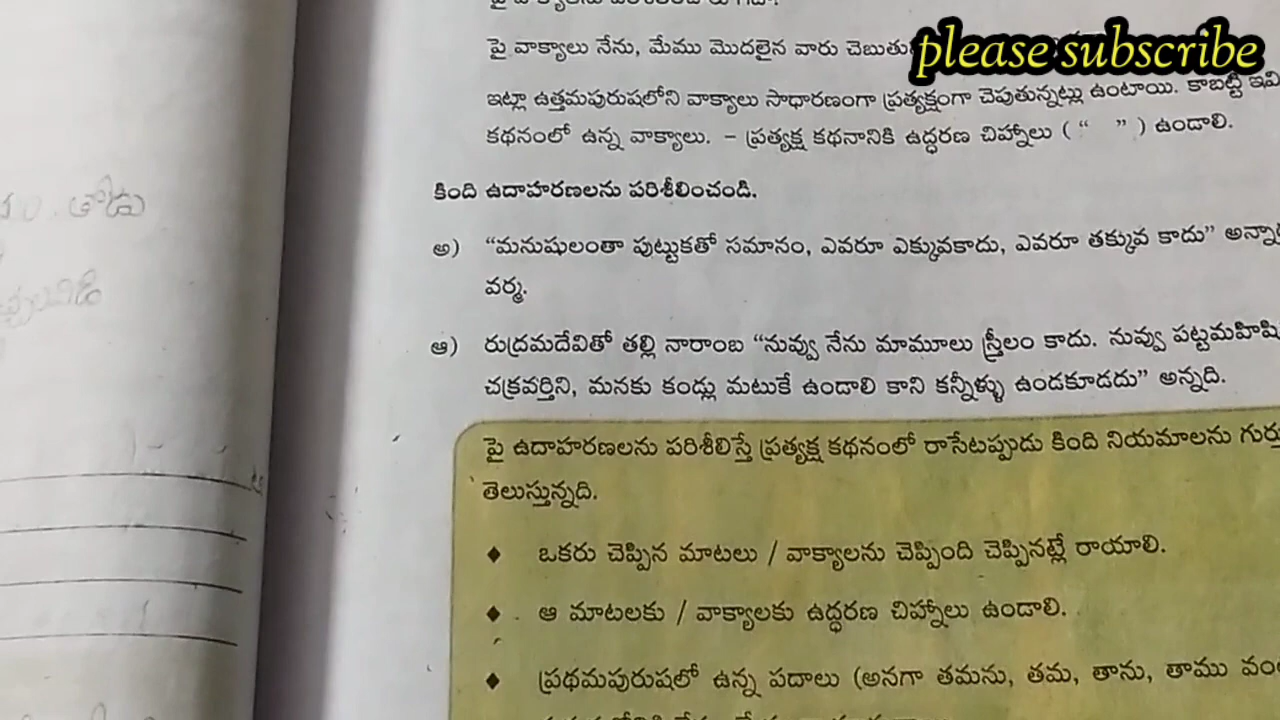 పై వాక్యాలు నేను, మేము మొదలైన వారు
please subscribe
ఇట్లా ఉత్తమపురుషలోని వాక్యాలు సాధారణంగా ప్రత్యక్షంగా చెపుతున్నట్లు ఉంటాయి. కాబట్టి ఇవి
కథనంలో ఉన్న వాక్యాలు. – ప్రత్యక్ష కథనానికి ఉద్ధరణ చిహ్నాలు ( “ ” ) ఉండాలి.
కింది ఉదాహరణలను పరిశీలించండి.
అ) “మనుషులంతా పుట్టుకతో సమానం, ఎవరూ ఎక్కువకాదు, ఎవరూ తక్కువ కాదు”
వర్మ.
ఆ) రుద్రమదేవితో తల్లి నారాంబ “నువ్వు నేను మామూలు స్త్రీలం కాదు. నువ్వు పట్టమహిషి
చక్రవర్తిని, మనకు కండ్లు మటుకే ఉండాలి కాని కన్నీళ్ళు ఉండకూడదు” అన్నది.
పై ఉదాహరణలను పరిశీలిస్తే ప్రత్యక్ష కథనంలో రాసేటప్పుడు కింది నియమాలను
తెలుస్తున్నది.
♦ ఒకరు చెప్పిన మాటలు / వాక్యాలను చెప్పింది చెప్పినట్లే రాయాలి.
♦ ఆ మాటలకు / వాక్యాలకు ఉద్ధరణ చిహ్నాలు ఉండాలి.
♦ ప్రథమపురుషలో ఉన్న పదాలు (అనగా తమను, తమ, తాను, తాము
తోడు